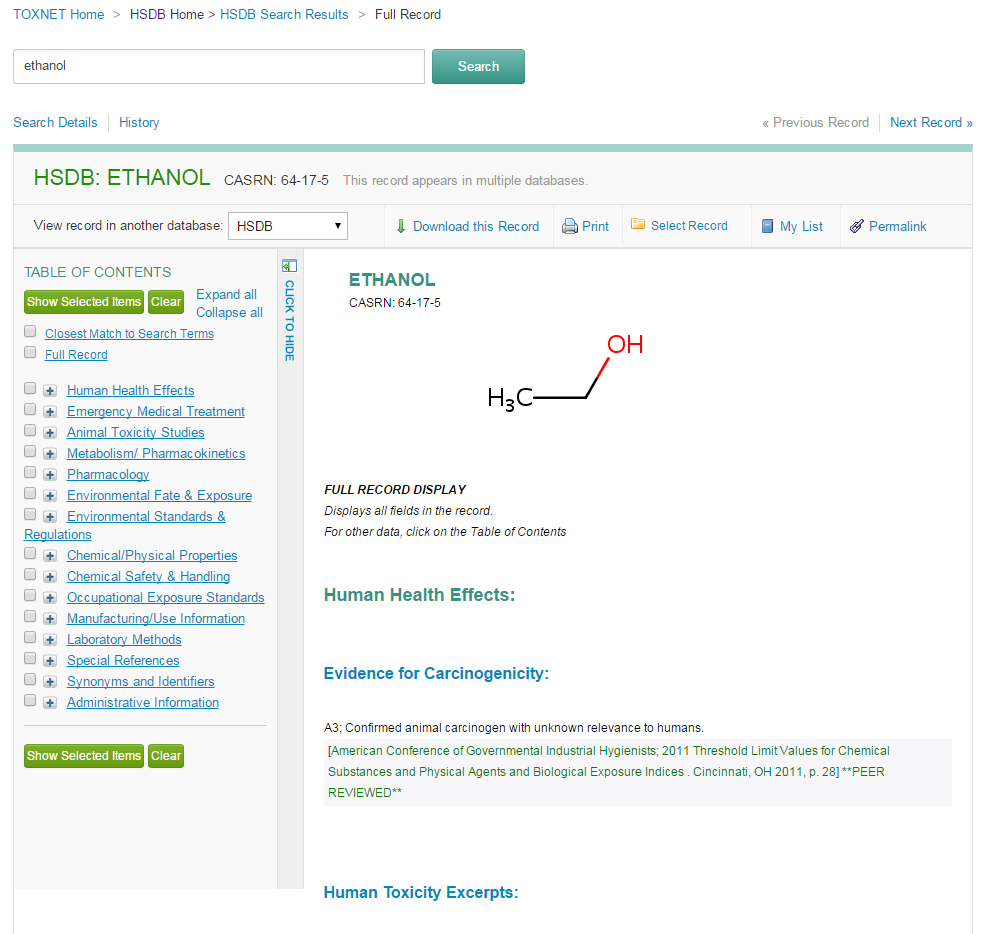 TOXNET Home > HSDB Home > HSDB Search Results > Full Record
ethanol
Search
Search Details History
« Previous Record Next Record »
HSDB: ETHANOL CASRN: 64-17-5 This record appears in multiple databases.
View record in another database: HSDB
Download this Record Print Select Record My List Permalink
TABLE OF CONTENTS
Show Selected Items Clear
Expand all
Collapse all
Closest Match to Search Terms
Full Record
Human Health Effects
Emergency Medical Treatment
Animal Toxicity Studies
Metabolism/ Pharmacokinetics
Pharmacology
Environmental Fate & Exposure
Environmental Standards &
Regulations
Chemical/Physical Properties
Chemical Safety & Handling
Occupational Exposure Standards
Manufacturing/Use Information
Laboratory Methods
Special References
Synonyms and Identifiers
Administrative Information
Show Selected Items Clear
CLICK TO HIDE
ETHANOL
CASRN: 64-17-5
OH
H3C
FULL RECORD DISPLAY
Displays all fields in the record.
For other data, click on the Table of Contents
Human Health Effects:
Evidence for Carcinogenicity:
A3; Confirmed animal carcinogen with unknown relevance to humans.
[American Conference of Governmental Industrial Hygienists; 2011 Threshold Limit Values for Chemical
Substances and Physical Agents and Biological Exposure Indices . Cincinnati, OH 2011, p. 28] **PEER
REVIEWED**
Human Toxicity Excerpts: